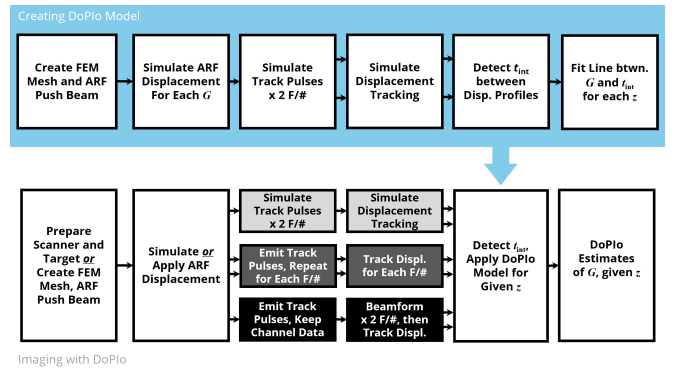 Creating DoPIo Model
Create FEM
Mesh and ARF
Push Beam
Simulate ARF
Displacement
For Each G
Simulate
Track Pulses
x 2 F/#
Simulate
Displacement
Tracking
Detect tint
between
Disp. Profiles
Fit Line btwn.
G and tint
for each z
Prepare
Scanner and
Target or
Create FEM
Mesh, ARF
Push Beam
Simulate or
Apply ARF
Displacement
Simulate
Track Pulses
x 2 F/#
Simulate
Displacement
Tracking
Emit Track
Pulses, Repeat
for Each F/#
Track Displ.
for Each F/#
Emit Track
Pulses, Keep
Channel Data
Beamform
x 2 F/#, then
Track Displ.
Detect tint,
Apply DoPIo
Model for
Given z
DoPIo
Estimates
of G, given z
Imaging with DoPIo